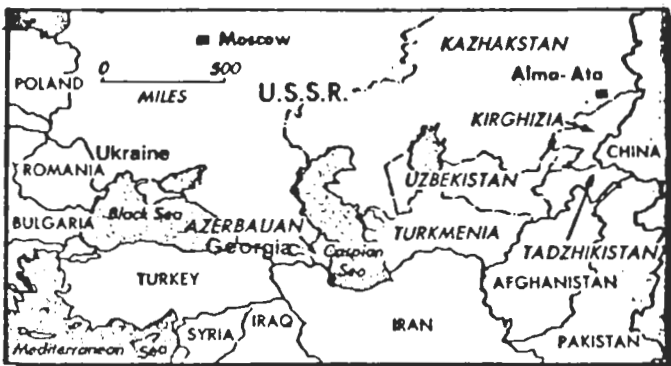 Moscow
KAZHAKSTAN
POLAND
0 500
MILES
Alma-Ata
U.S.S.R.
KIRGHIZIA
CHINA
Ukraine
ROMANIA
UZBEKISTAN
Black Sea
BULGARIA
AZERBAIJAN
TURKMENIA
Georgia
Caspian
Sea
TADZHIKISTAN
TURKEY
AFGHANISTAN
SYRIA
IRAQ
IRAN
PAKISTAN
Mediterranean Sea